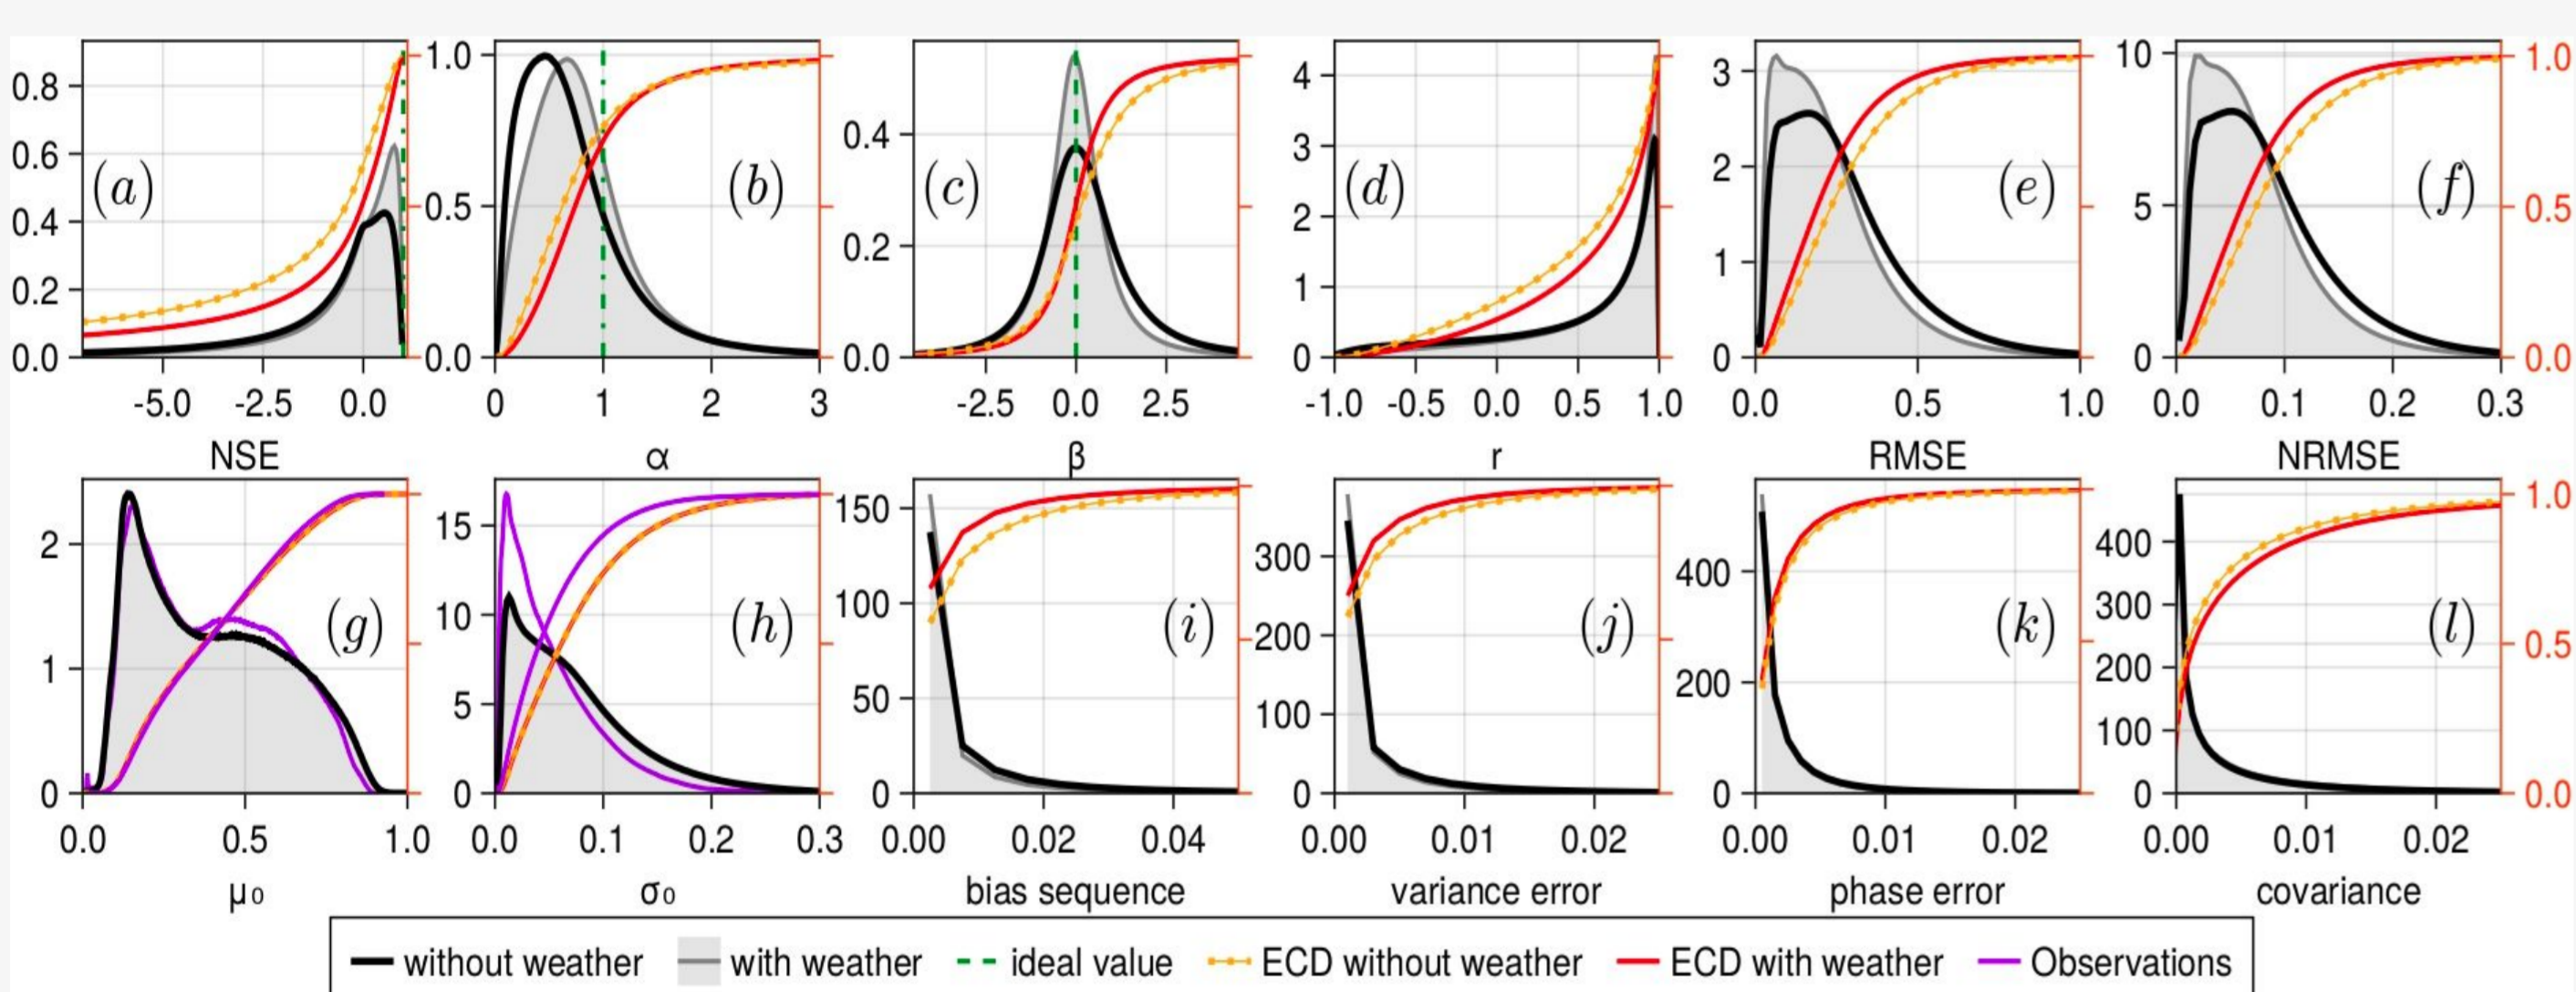 0.8
0.6
0.4
0.2
0.0
-5.0 -2.5 0.0
(a)
NSE
1.0
0.5
0.0
0 1 2 3
(b)
α
0.4
0.2
0.0
-2.5 0.0 2.5
(c)
β
4
3
2
1
0
-1.0 -0.5 0.0 0.5 1.0
(d)
r
3
2
1
0
0.0 0.5 1.0
(e)
RMSE
10
5
0
0.0 0.1 0.2 0.3
(f)
NRMSE
1.0
0.5
0.0
2
1
0
0.0 0.5 1.0
(g)
μ₀
15
10
5
0
0.0 0.1 0.2 0.3
(h)
σ₀
150
100
50
0
0.00 0.02 0.04
(i)
bias sequence
300
200
100
0
0.00 0.01 0.02
(j)
variance error
400
200
0
0.00 0.01 0.02
(k)
phase error
400
300
200
100
0
0.00 0.01 0.02
(l)
covariance
1.0
0.5
0.0
without weather with weather ideal value ECD without weather ECD with weather Observations